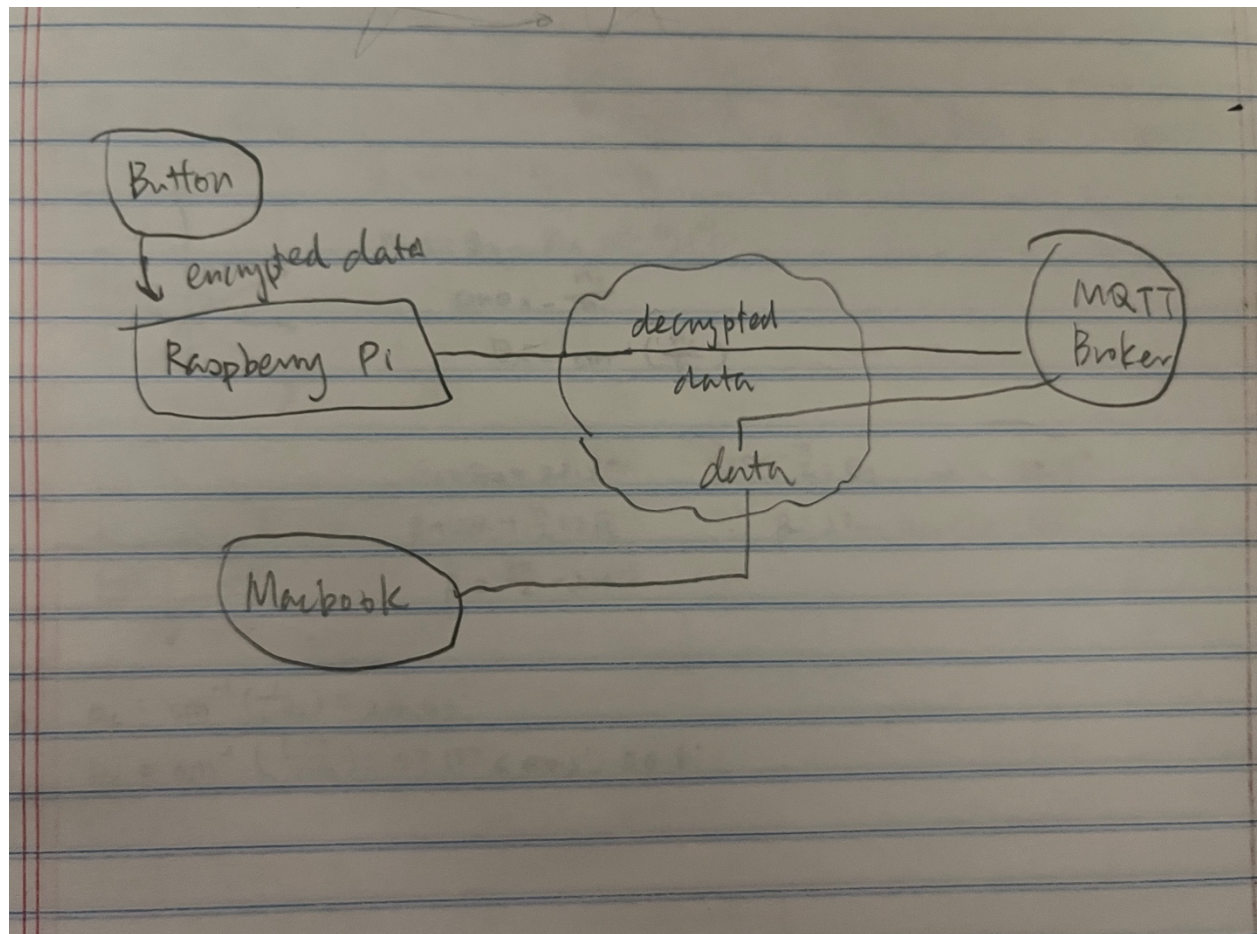 Button
encrypted data
Raspberry Pi
decrypted
data
MQTT
Broker
data
Macbook